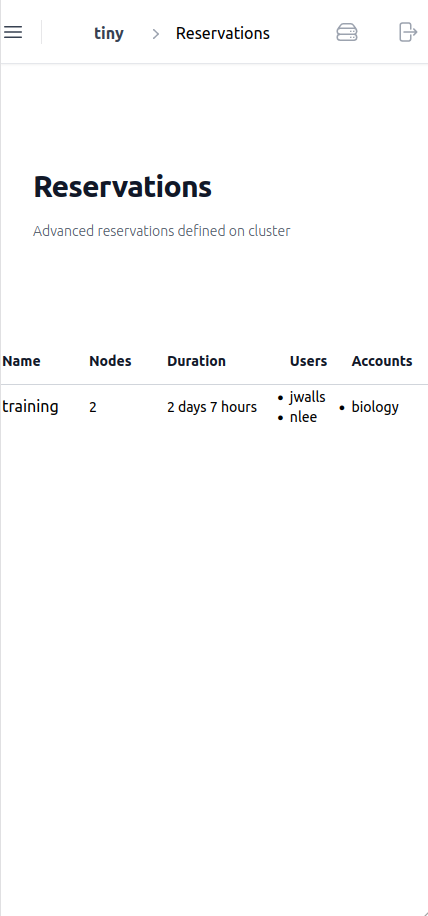 tiny > Reservations
Reservations
Advanced reservations defined on cluster
Name Nodes Duration Users Accounts
training 2 2 days 7 hours • jwalls • nlee • biology